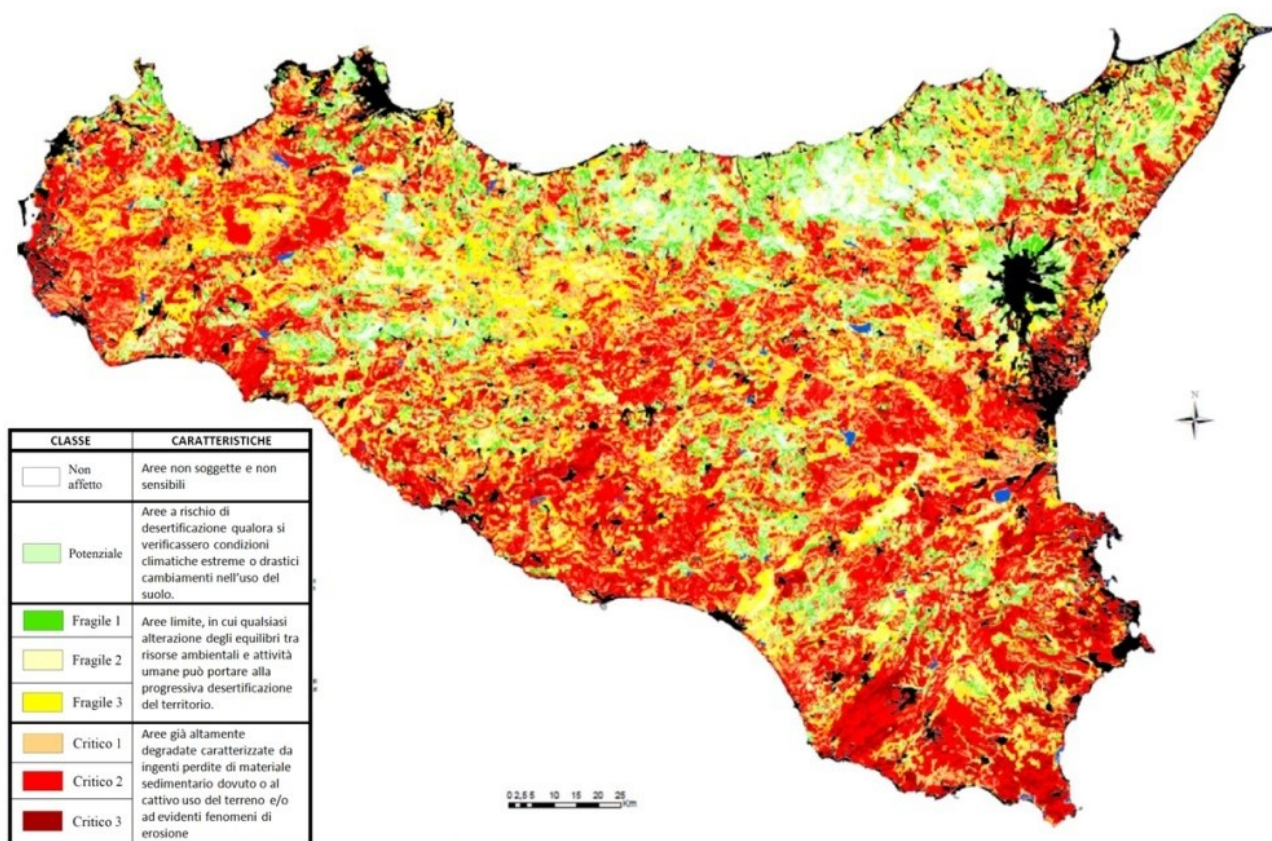 CLASSE CARATTERISTICHE
Non
affetto
Aree non soggette e non
sensibili
Potenziale
Aree a rischio di
desertificazione qualora si
verificassero condizioni
climatiche estreme o drastici
cambiamenti nell'uso del
suolo.
Fragile 1
Fragile 2
Fragile 3
Aree limite, in cui qualsiasi
alterazione degli equilibri tra
risorse ambientali e attività
umane può portare alla
progressiva desertificazione
del territorio.
Critico 1
Critico 2
Critico 3
Aree già altamente
degradate caratterizzate da
ingenti perdite di materiale
sedimentario dovuto o al
cattivo uso del terreno e/o
ad evidenti fenomeni di
erosione
N
0 2,5 5 10 15 20 25
Km